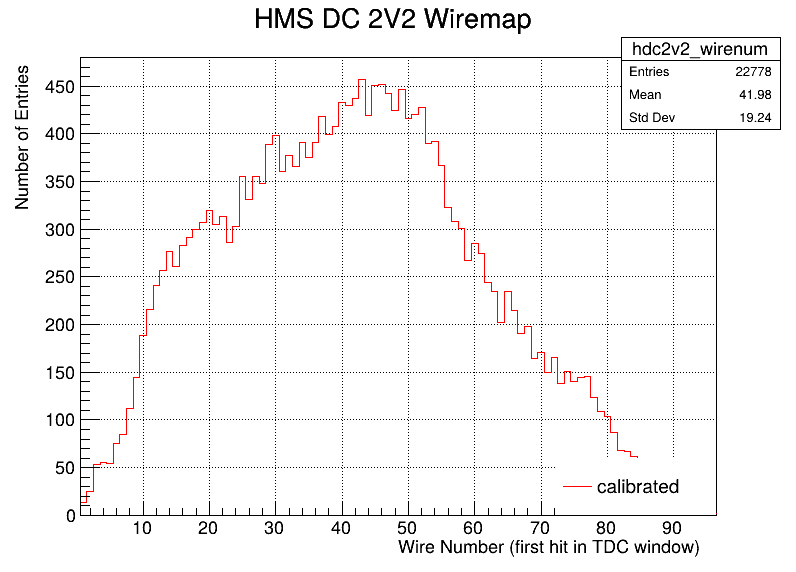 HMS DC 2V2 Wiremap
hdc2v2_wirenum
Entries 22778
Mean 41.98
Std Dev 19.24
Number of Entries
450
400
350
300
250
200
150
100
50
0
calibrated
10 20 30 40 50 60 70 80 90
Wire Number (first hit in TDC window)